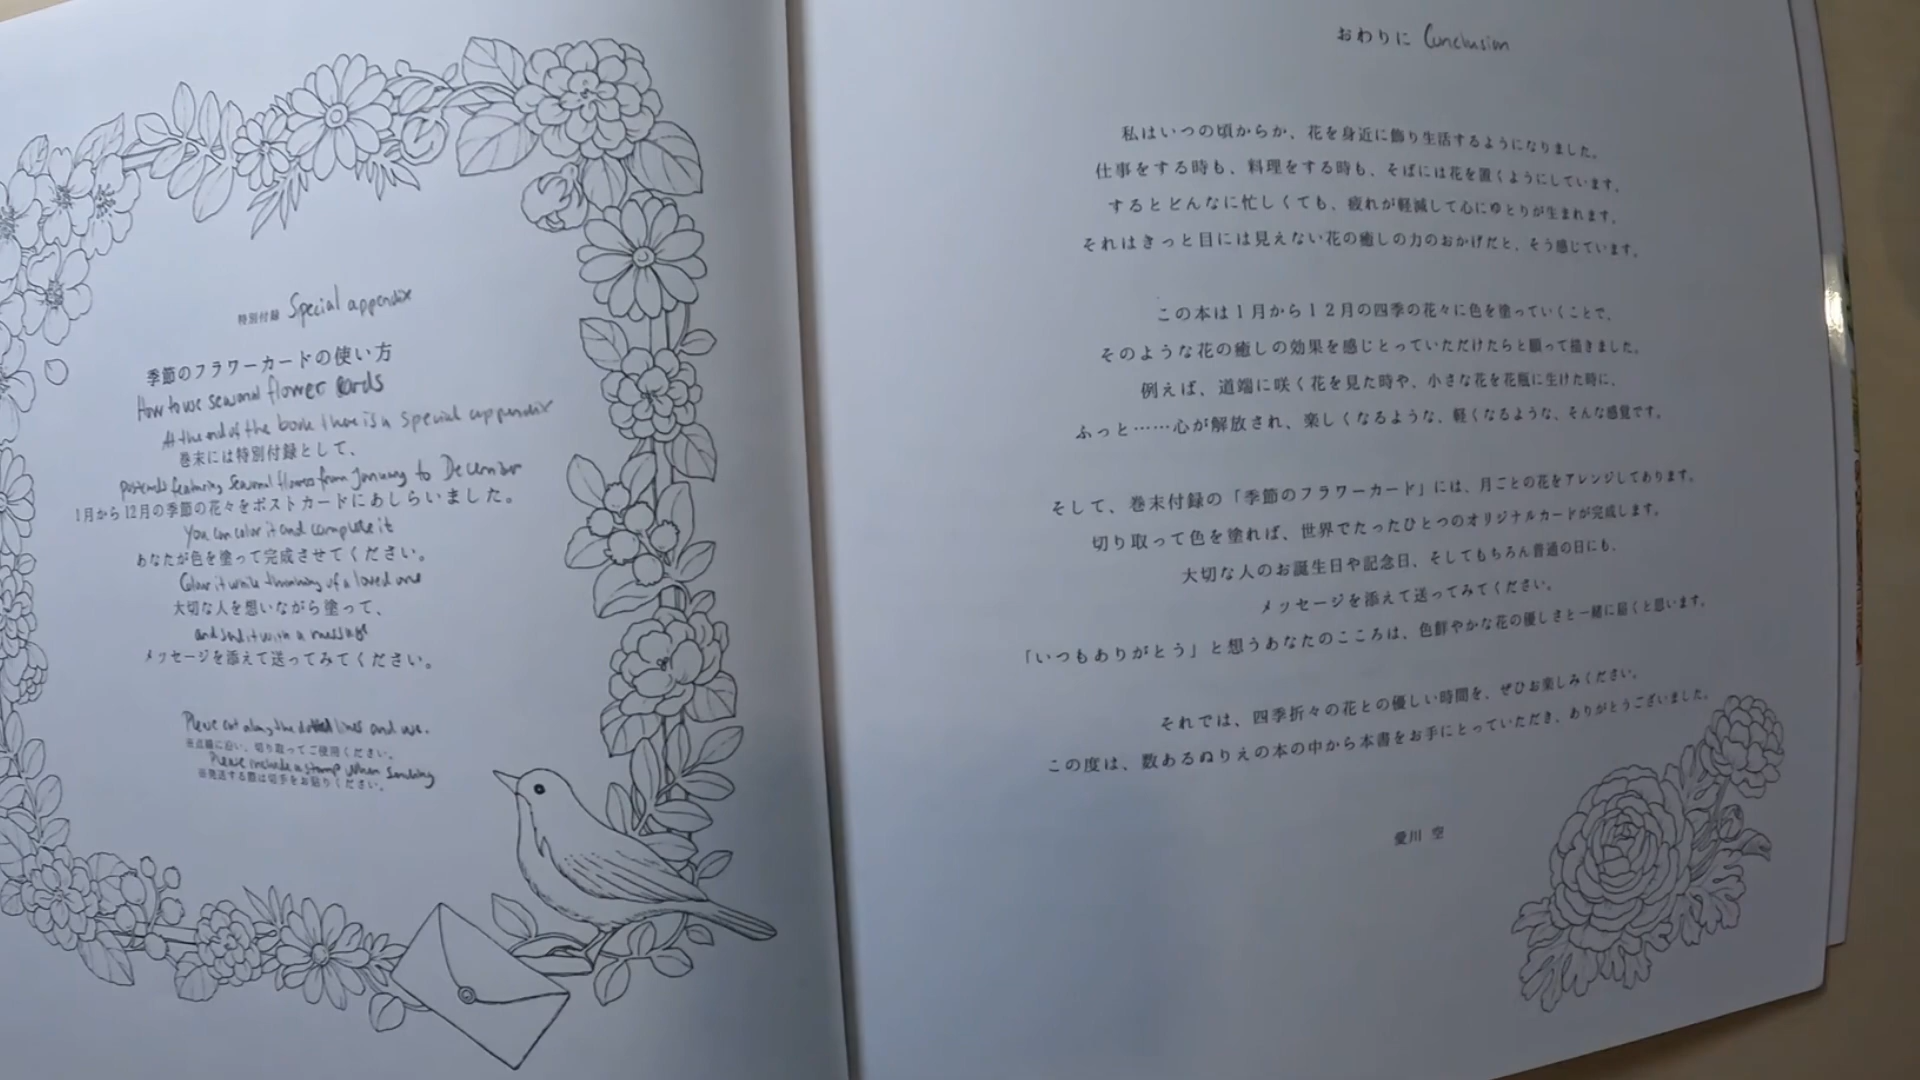 特別付録 Special appendix
季節のフラワーカードの使い方
How to use seasonal flower cards
At the end of the book there is a special appendix
巻末には特別付録として、
postcards featuring seasonal flowers from January to December
1月から12月の季節の花々をポストカードにあしらいました。
You can color it and complete it
あなたが色を塗って完成させてください。
Colour it while thinking of a loved one
大切な人を想いながら塗って、
and send it with a message
メッセージを添えて送ってみてください。
Please cut along the dotted lines and use.
※点線に沿い、切り取ってご使用ください。
Please include a stamp when sending
※発送する際は切手をお貼りください。
おわりに Conclusion
私はいつの頃からか、花を身近に飾り生活するようになりました。
仕事をする時も、料理をする時も、そばには花を置くようにしています。
するとどんなに忙しくても、疲れが軽減して心にゆとりが生まれます。
それはきっと目には見えない花の癒しの力のおかげだと、そう感じています。
この本は1月から12月の四季の花々に色を塗っていくことで、
そのような花の癒しの効果を感じとっていただけたらと願って描きました。
例えば、道端に咲く花を見た時や、小さな花を花瓶に生けた時に、
ふっと……心が解放され、楽しくなるような、軽くなるような、そんな感覚です。
そして、巻末付録の「季節のフラワーカード」には、月ごとの花をアレンジしてあります。
切り取って色を塗れば、世界でたったひとつのオリジナルカードが完成します。
大切な人のお誕生日や記念日、そしてもちろん普通の日にも、
メッセージを添えて送ってみてください。
「いつもありがとう」と想うあなたのこころは、色鮮やかな花の優しさと一緒に届くと思います。
それでは、四季折々の花との優しい時間を、ぜひお楽しみください。
この度は、数あるぬりえの本の中から本書をお手にとっていただき、ありがとうございました。
愛川 空